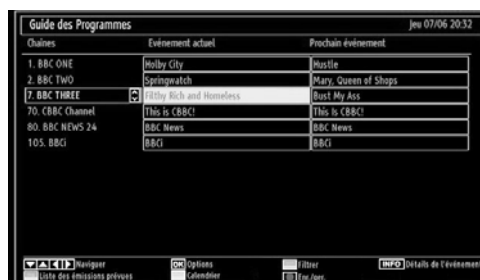 Guide des Programmes Jeu 07/06 20:32
Chaînes Evénement actuel Prochain événement
1. BBC ONE Holby City Hustle
2. BBC TWO Springwatch Mary, Queen of Shops
7. BBC THREE Filthy Rich and Homeless Bust My Ass
70. CBBC Channel This is CBBC! This Is CBBC!
80. BBC NEWS 24 BBC News BBC News
105. BBCi BBCi BBCi
Naviguer OK Options Filtrer INFO Détails de l'événement
Liste des émissions prévues Calendrier Enr./pr.